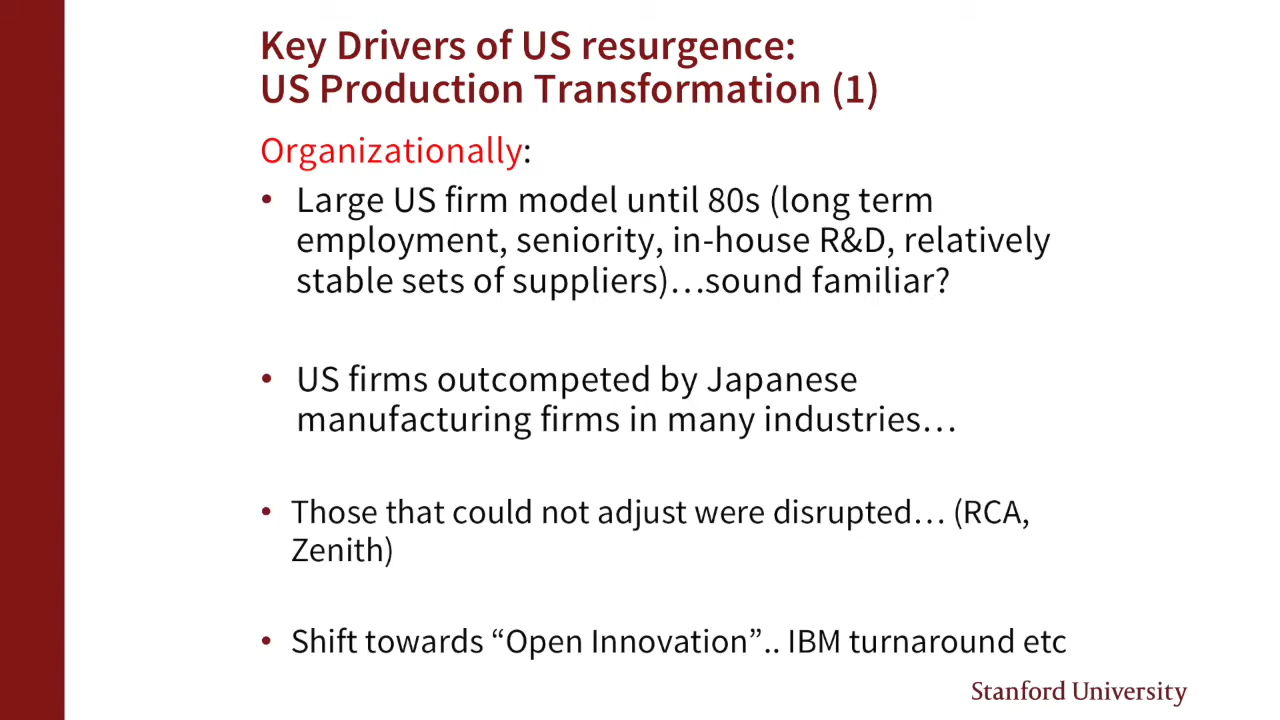 Key Drivers of US resurgence:
US Production Transformation (1)
Organizationally:
• Large US firm model until 80s (long term
employment, seniority, in-house R&D, relatively
stable sets of suppliers)…sound familiar?
• US firms outcompeted by Japanese
manufacturing firms in many industries…
• Those that could not adjust were disrupted… (RCA,
Zenith)
• Shift towards “Open Innovation”.. IBM turnaround etc
Stanford University